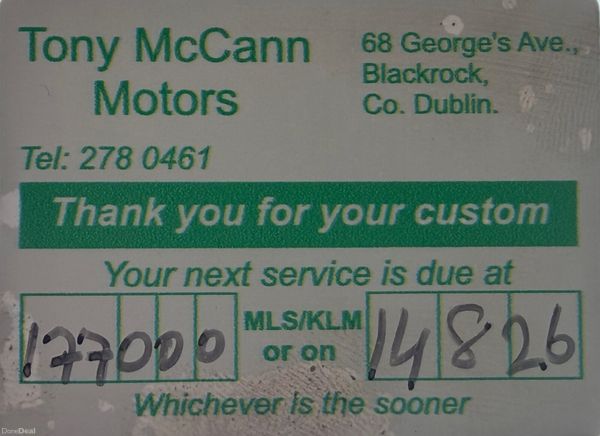 Tony McCann
Motors
68 George's Ave.,
Blackrock,
Co. Dublin.
Tel: 278 0461
Thank you for your custom
Your next service is due at
177000 MLS/KLM or on 14 8 26
Whichever is the sooner
DoneDeal